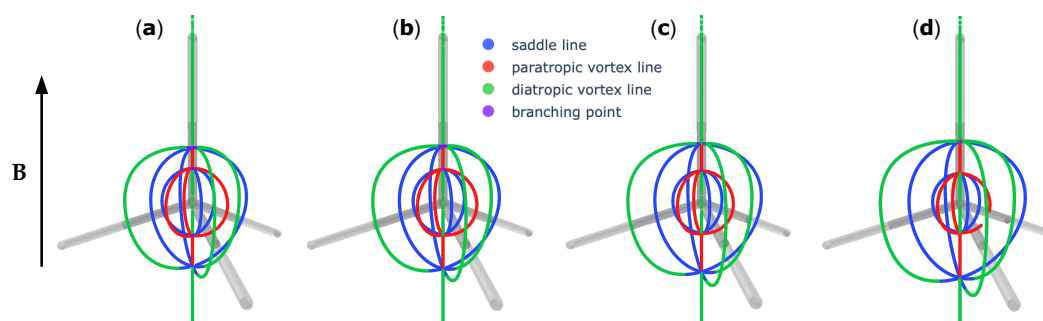 (a) (b) (c) (d)
saddle line
paratropic vortex line
diatropic vortex line
branching point
B